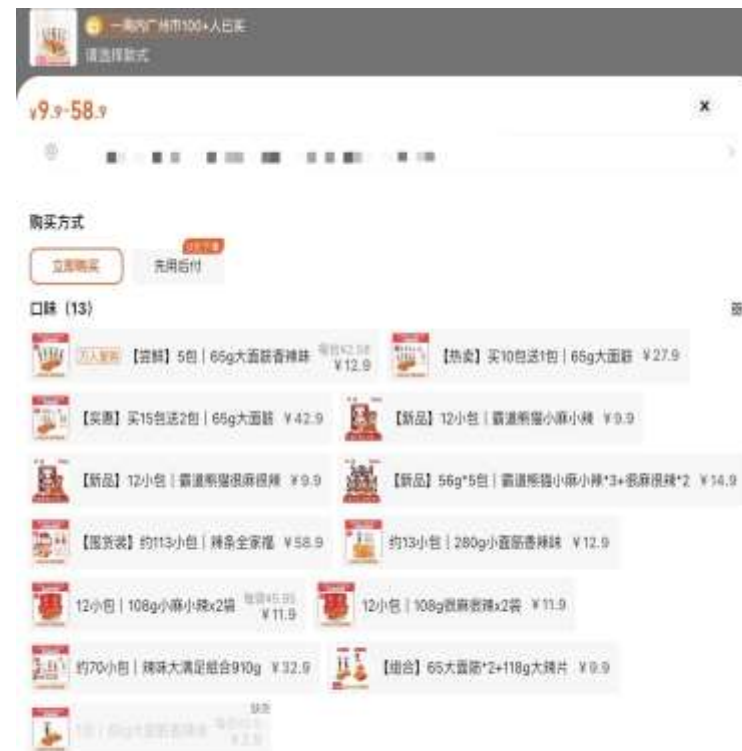 一周内广州市100+人已买
请选择款式
¥9.9-58.9
x
购买方式
立即购买
先用后付
口味（13）
【尝鲜】5包｜65g大面筋香辣味
¥12.9
【热卖】买10包送1包｜65g大面筋 ¥27.9
【实惠】买15包送2包｜65g大面筋 ¥42.9
【新品】12小包｜霸道熊猫小麻小辣 ¥9.9
【新品】12小包｜霸道熊猫很麻很辣 ¥9.9
【新品】56g*5包｜霸道熊猫小麻小辣*3+很麻很辣*2 ¥14.9
【囤货装】约113小包｜辣条全家福 ¥58.9
约13小包｜280g小面筋香辣味 ¥12.9
12小包｜108g小麻小辣x2袋 每袋¥5.95
¥11.9
12小包｜108g很麻很辣x2袋 ¥11.9
约70小包｜辣味大满足组合910g ¥32.9
【组合】65大面筋*2+118g大辣片 ¥9.9
缺货